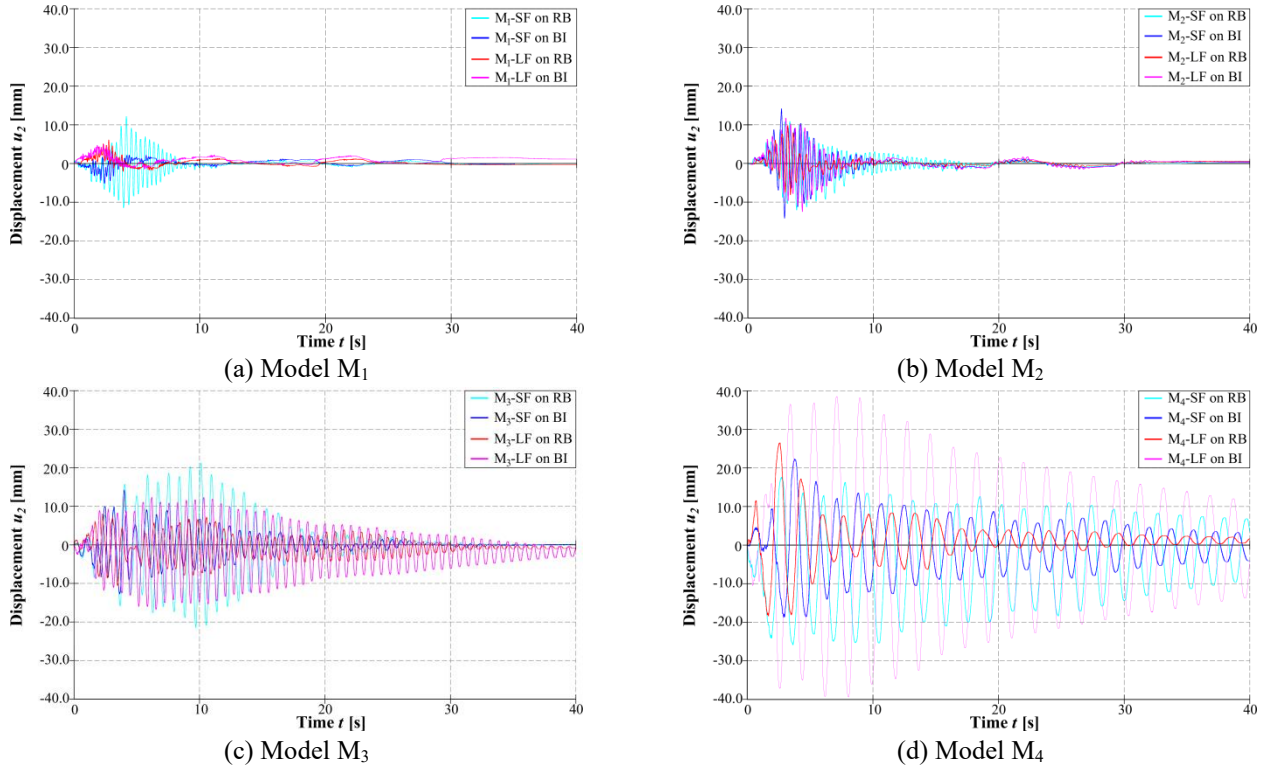 40.0
30.0
20.0
10.0
0
-10.0
-20.0
-30.0
-40.0
Displacement u2 [mm]
M1-SF on RB
M1-SF on BI
M1-LF on RB
M1-LF on BI
0
10
20
30
40
Time t [s]
(a) Model M1
40.0
30.0
20.0
10.0
0
-10.0
-20.0
-30.0
-40.0
Displacement u2 [mm]
M2-SF on RB
M2-SF on BI
M2-LF on RB
M2-LF on BI
0
10
20
30
40
Time t [s]
(b) Model M2
40.0
30.0
20.0
10.0
0
-10.0
-20.0
-30.0
-40.0
Displacement u2 [mm]
M3-SF on RB
M3-SF on BI
M3-LF on RB
M3-LF on BI
0
10
20
30
40
Time t [s]
(c) Model M3
40.0
30.0
20.0
10.0
0
-10.0
-20.0
-30.0
-40.0
Displacement u2 [mm]
M4-SF on RB
M4-SF on BI
M4-LF on RB
M4-LF on BI
0
10
20
30
40
Time t [s]
(d) Model M4